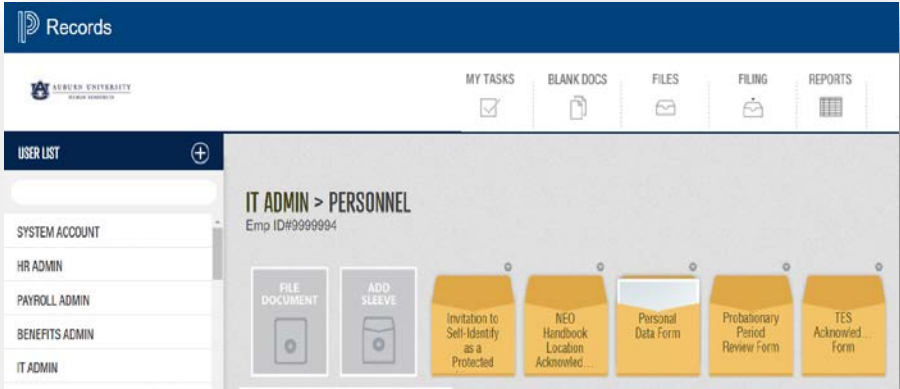 Records
AUBURN UNIVERSITY
HUMAN RESOURCES
MY TASKS
BLANK DOCS
FILES
FILING
REPORTS
USER LIST
SYSTEM ACCOUNT
HR ADMIN
PAYROLL ADMIN
BENEFITS ADMIN
IT ADMIN
IT ADMIN > PERSONNEL
Emp ID#9999994
FILE
DOCUMENT
ADD
SLEEVE
Invitation to
Self-Identify
as a
Protected
NEO
Handbook
Location
Acknowled...
Personal
Data Form
Probationary
Period
Review Form
TES
Acknowled...
Form